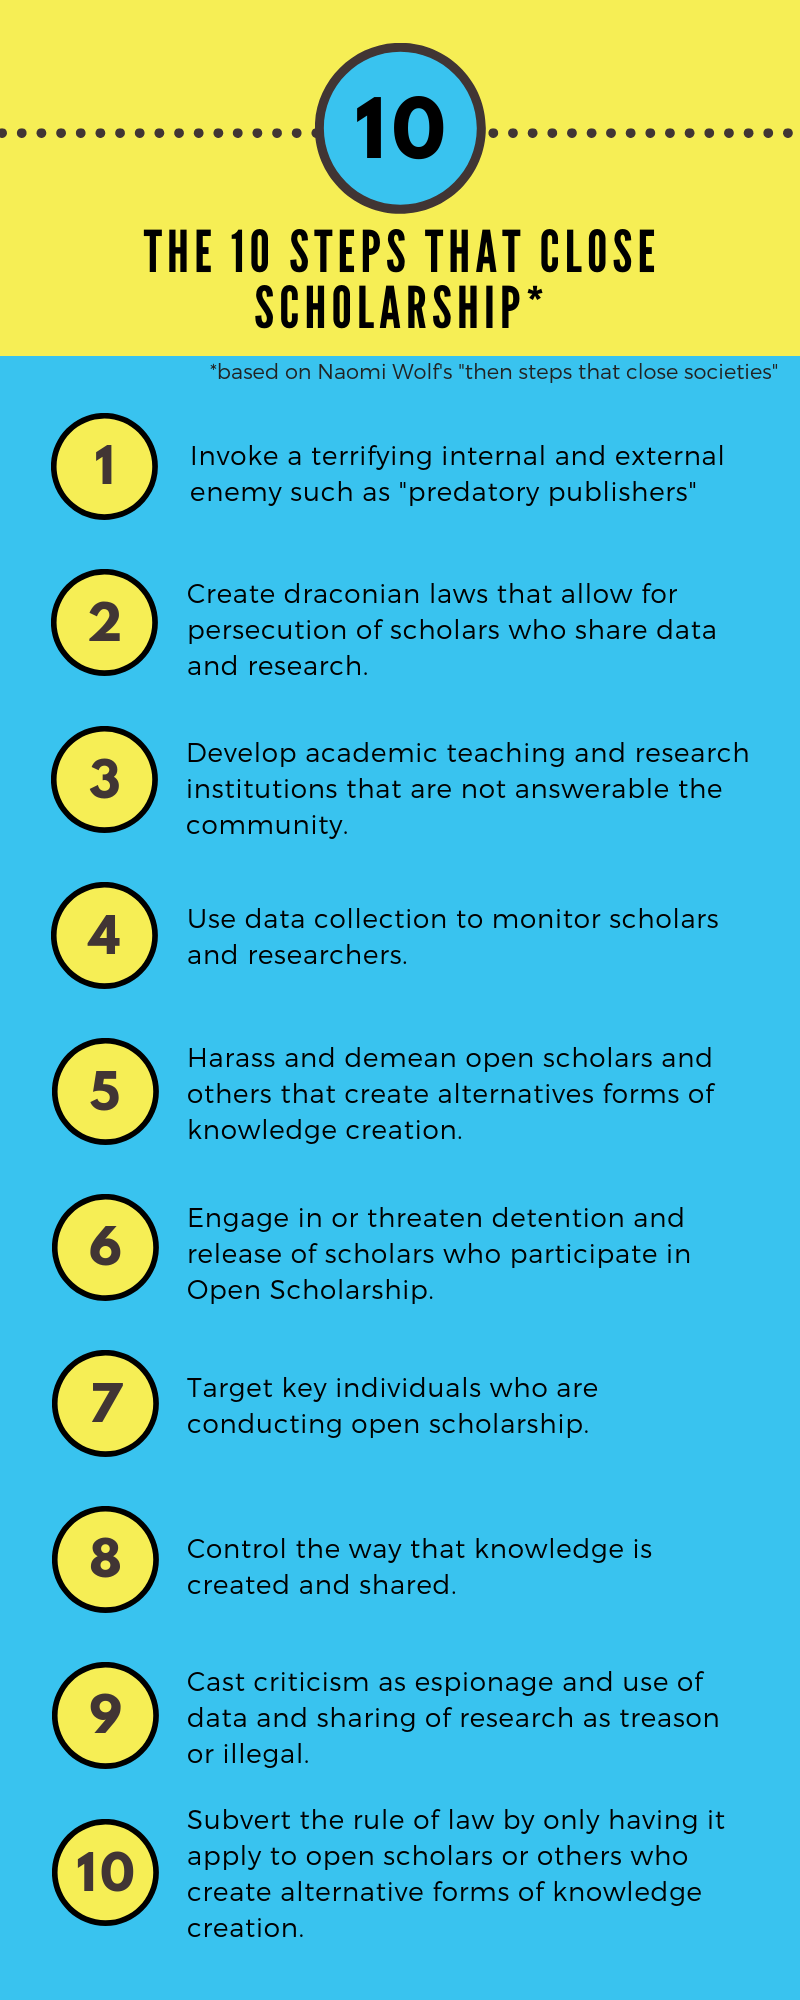 10
THE 10 STEPS THAT CLOSE
SCHOLARSHIP*
*based on Naomi Wolf's "then steps that close societies"
1
Invoke a terrifying internal and external
enemy such as "predatory publishers"
2
Create draconian laws that allow for
persecution of scholars who share data
and research.
3
Develop academic teaching and research
institutions that are not answerable the
community.
4
Use data collection to monitor scholars
and researchers.
5
Harass and demean open scholars and
others that create alternatives forms of
knowledge creation.
6
Engage in or threaten detention and
release of scholars who participate in
Open Scholarship.
7
Target key individuals who are
conducting open scholarship.
8
Control the way that knowledge is
created and shared.
9
Cast criticism as espionage and use of
data and sharing of research as treason
or illegal.
10
Subvert the rule of law by only having it
apply to open scholars or others who
create alternative forms of knowledge
creation.